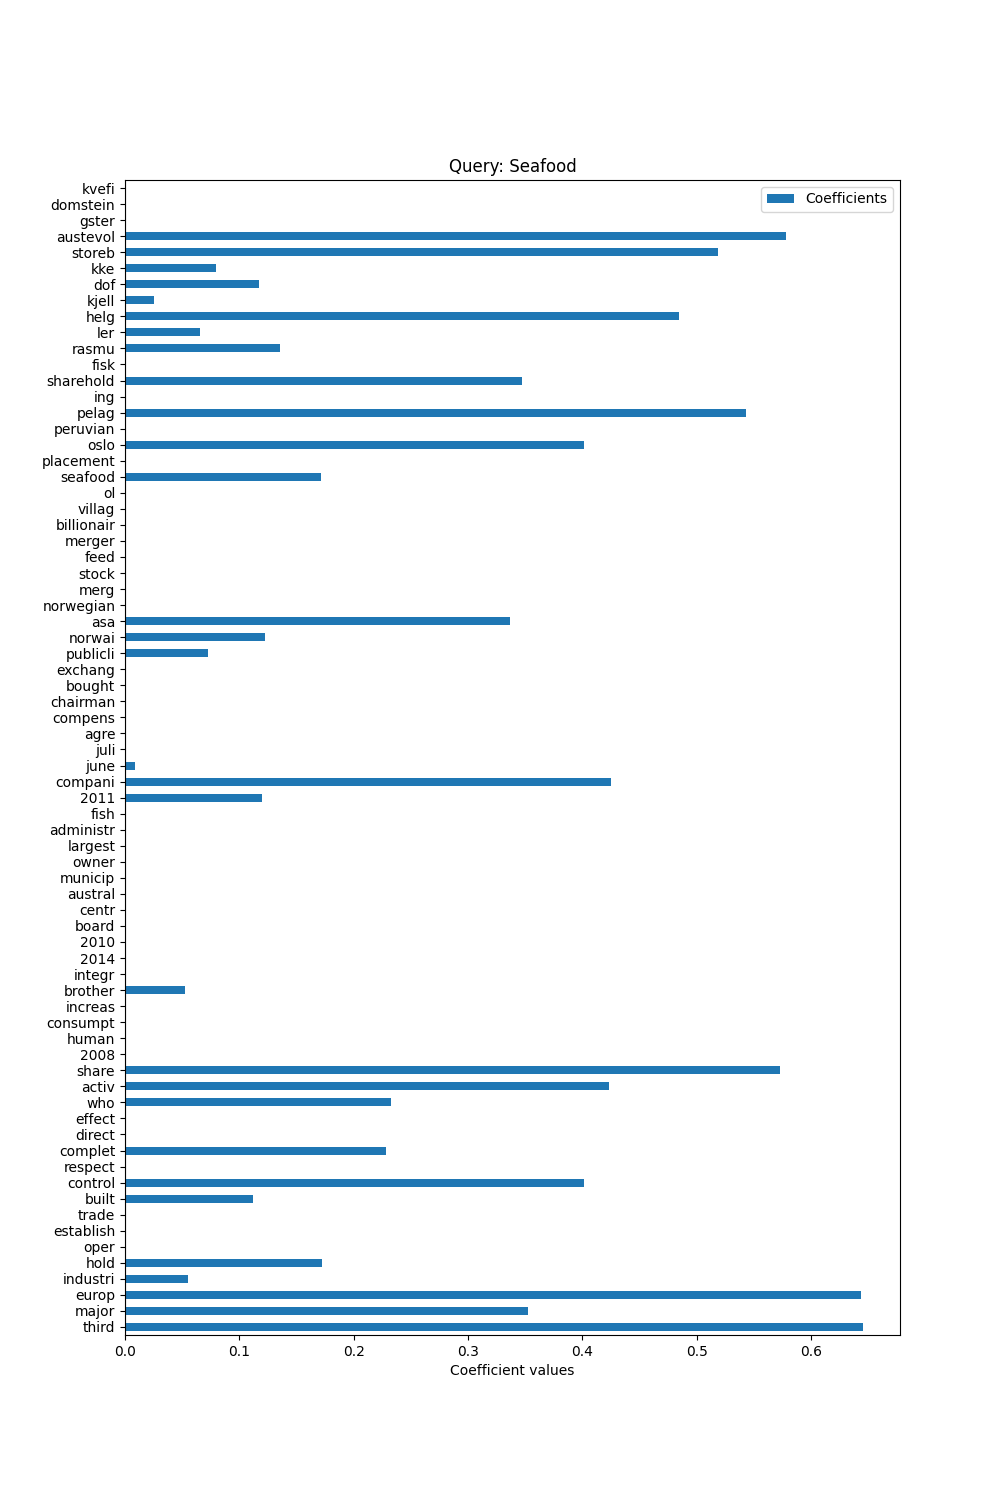 Query: Seafood
Coefficients
kvefi
domstein
gster
austevol
storeb
kke
dof
kjell
helg
ler
rasmu
fisk
sharehold
ing
pelag
peruvian
oslo
placement
seafood
ol
villag
billionair
merger
feed
stock
merg
norwegian
asa
norwai
publicli
exchang
bought
chairman
compens
agre
juli
june
compani
2011
fish
administr
largest
owner
municip
austral
centr
board
2010
2014
integr
brother
increas
consumpt
human
2008
share
activ
who
effect
direct
complet
respect
control
built
trade
establish
oper
hold
industri
europ
major
third
0.0 0.1 0.2 0.3 0.4 0.5 0.6
Coefficient values